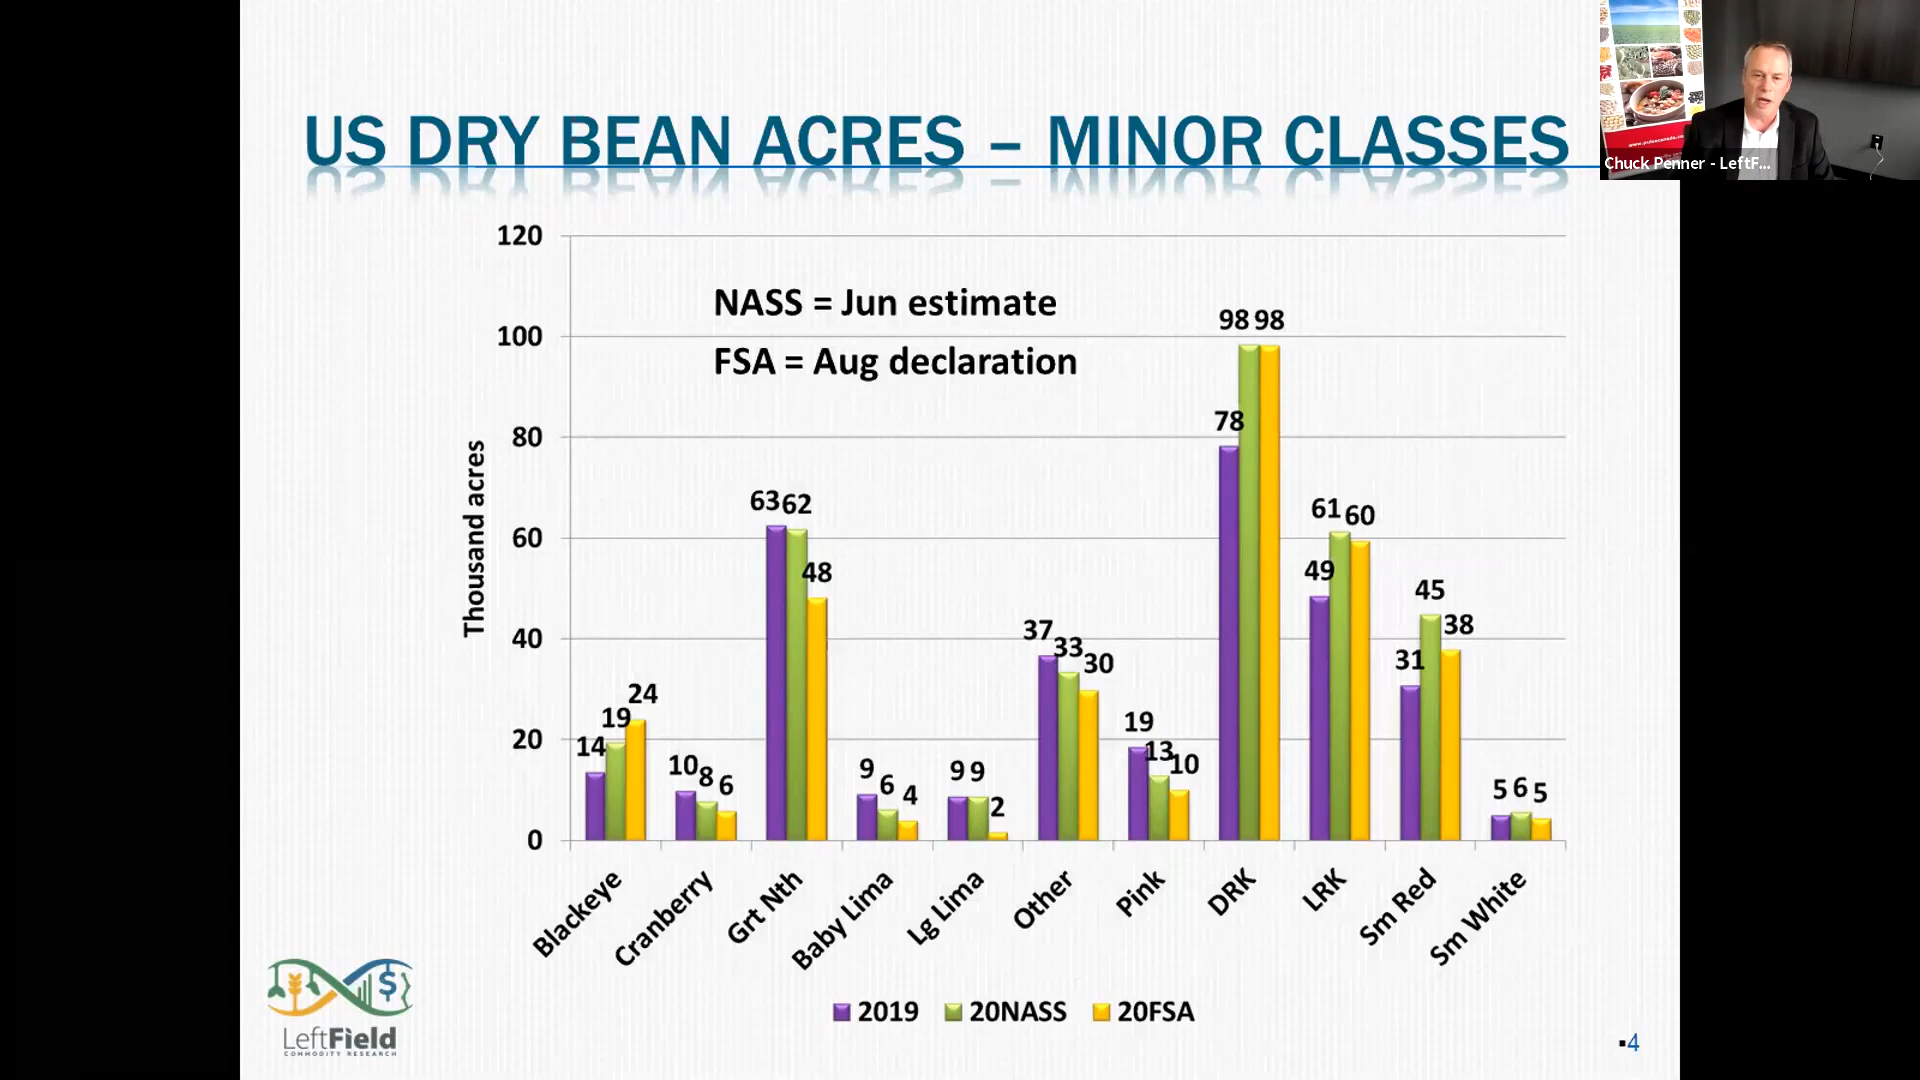 US DRY BEAN ACRES – MINOR CLASSES
Chuck Penner - LeftF...
120
NASS = Jun estimate
FSA = Aug declaration
100
80
60
40
20
0
Thousand acres
14 19 24
10 8 6
63 62 48
9 6 4
9 9 2
37 33 30
19 13 10
78 98 98
49 61 60
31 45 38
5 6 5
Blackeye
Cranberry
Grt Nth
Baby Lima
Lg Lima
Other
Pink
DRK
LRK
Sm Red
Sm White
2019 20NASS 20FSA
LeftField
COMMODITY RESEARCH
▪4